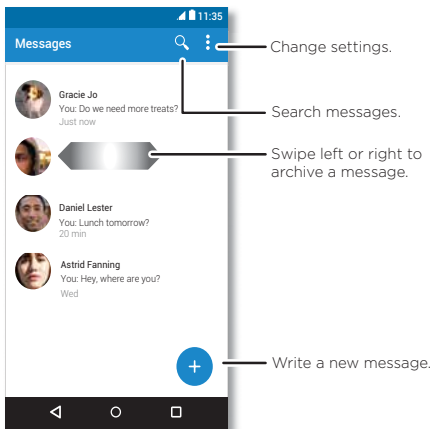 11:35
Messages
Change settings.
Gracie Jo
You: Do we need more treats?
Just now
Search messages.
Swipe left or right to
archive a message.
Daniel Lester
You: Lunch tomorrow?
20 min
Astrid Fanning
You: Hey, where are you?
Wed
+
Write a new message.